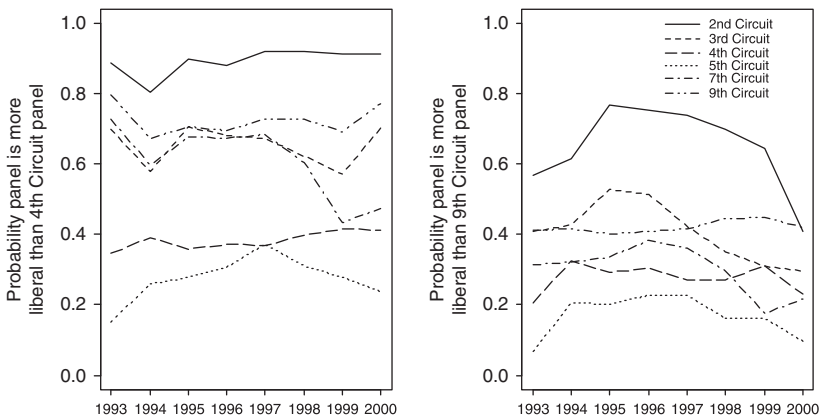 Probability panel is more
liberal than 4th Circuit panel
1.0
0.8
0.6
0.4
0.2
0.0
1993 1994 1995 1996 1997 1998 1999 2000
Probability panel is more
liberal than 9th Circuit panel
1.0
0.8
0.6
0.4
0.2
0.0
2nd Circuit
3rd Circuit
4th Circuit
5th Circuit
7th Circuit
9th Circuit
1993 1994 1995 1996 1997 1998 1999 2000